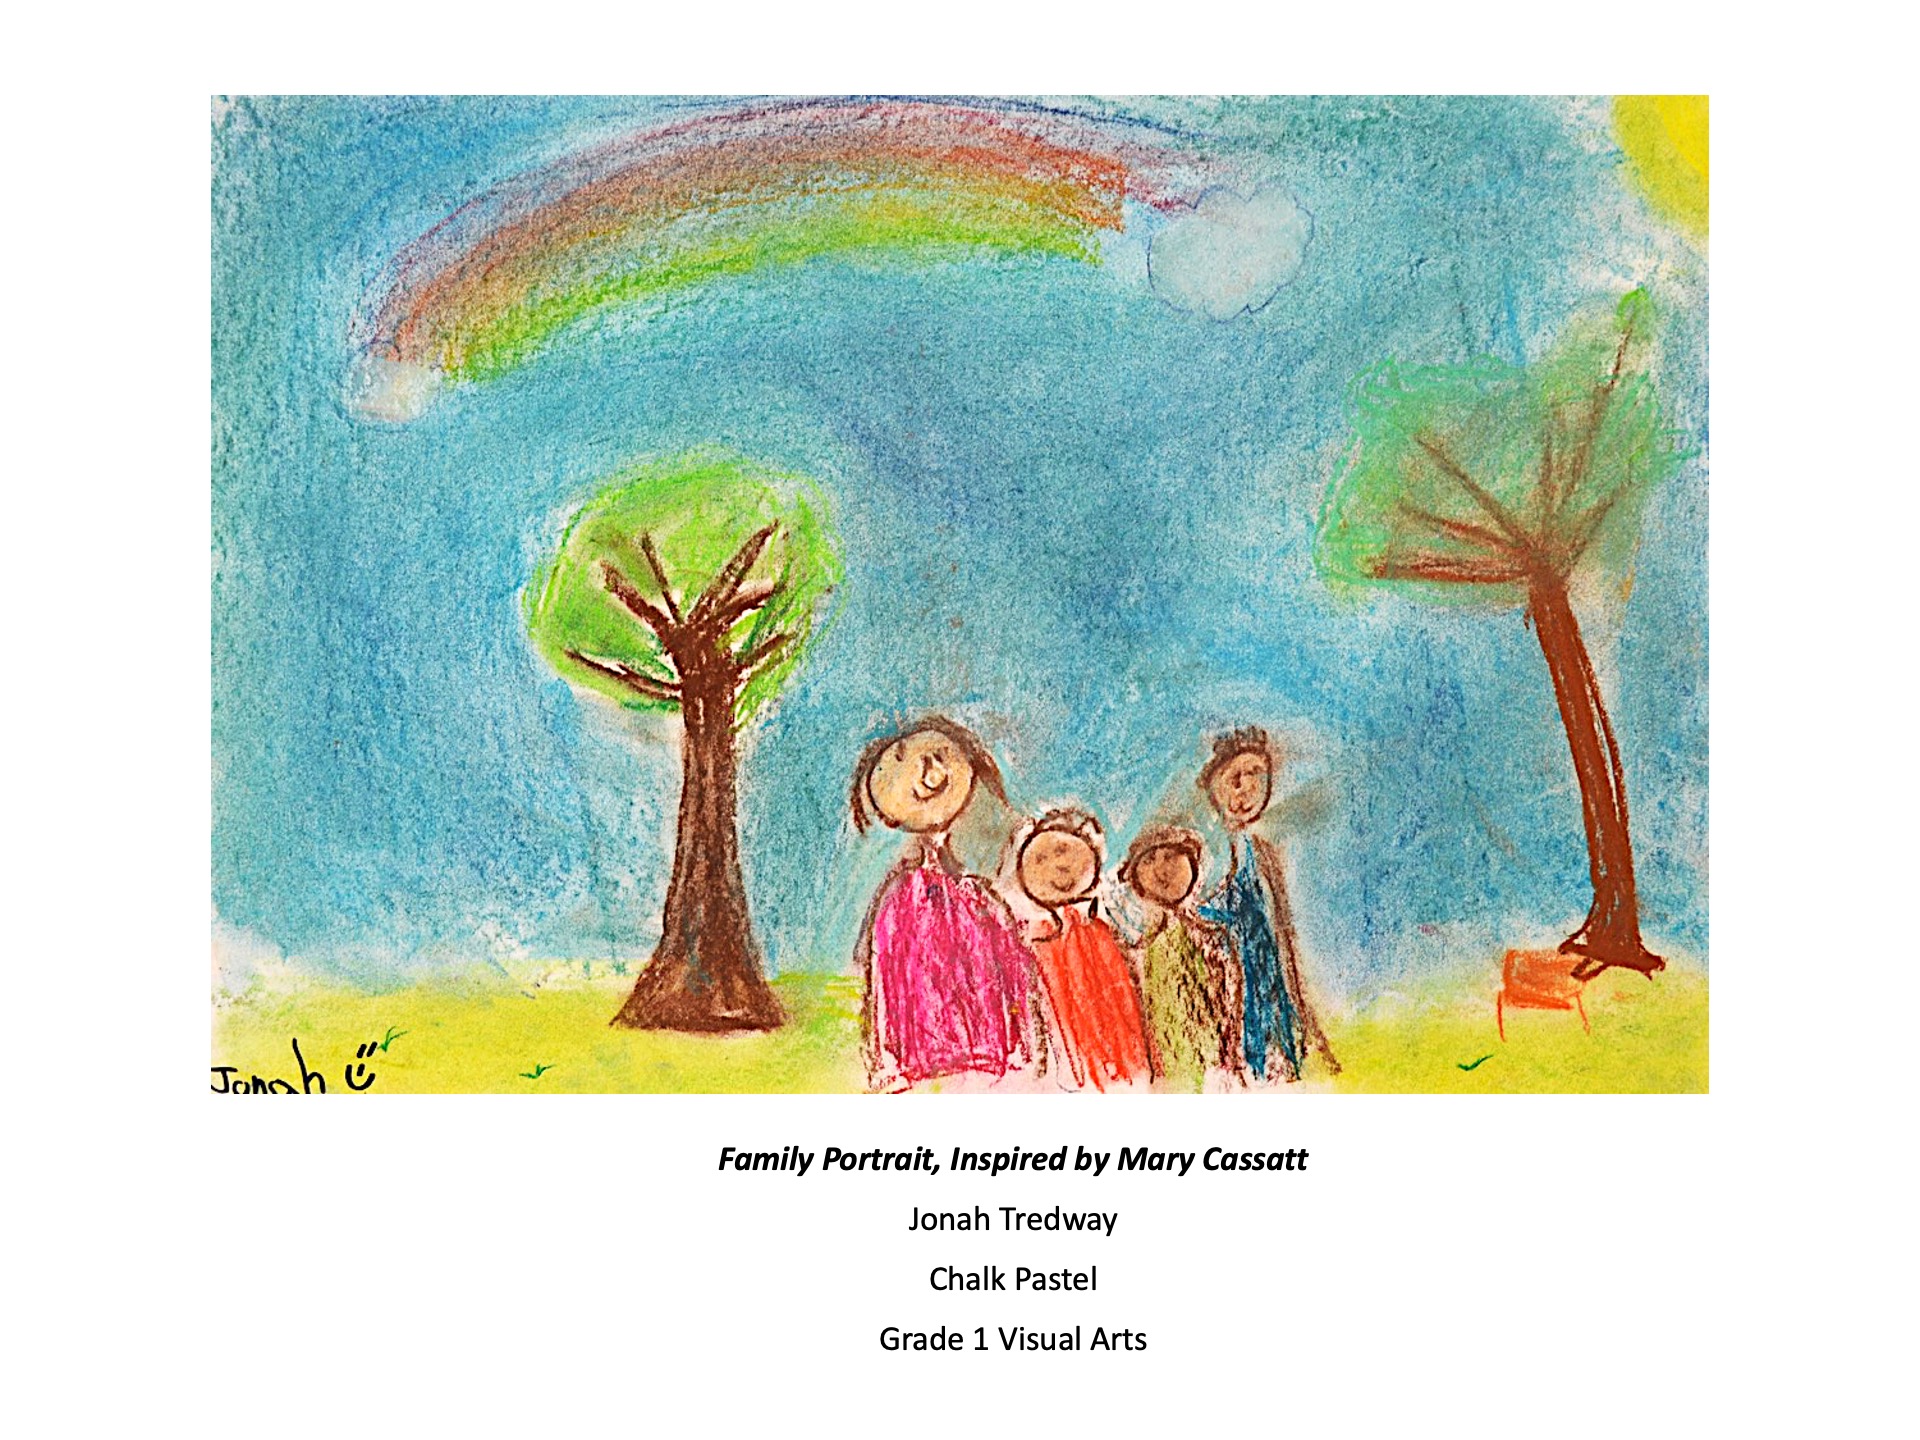 Jonah
Family Portrait, Inspired by Mary Cassatt
Jonah Tredway
Chalk Pastel
Grade 1 Visual Arts